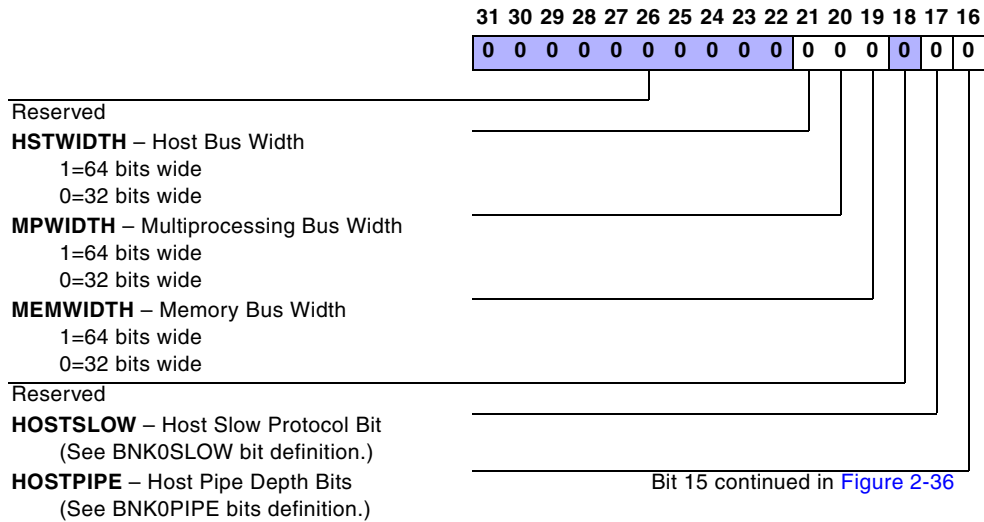 31 30 29 28 27 26 25 24 23 22 21 20 19 18 17 16
0 0 0 0 0 0 0 0 0 0 0 0 0 0 0 0
Reserved
HSTWIDTH – Host Bus Width
1=64 bits wide
0=32 bits wide
MPWIDTH – Multiprocessing Bus Width
1=64 bits wide
0=32 bits wide
MEMWIDTH – Memory Bus Width
1=64 bits wide
0=32 bits wide
Reserved
HOSTSLOW – Host Slow Protocol Bit
(See BNK0SLOW bit definition.)
HOSTPIPE – Host Pipe Depth Bits
(See BNK0PIPE bits definition.)
Bit 15 continued in Figure 2-36